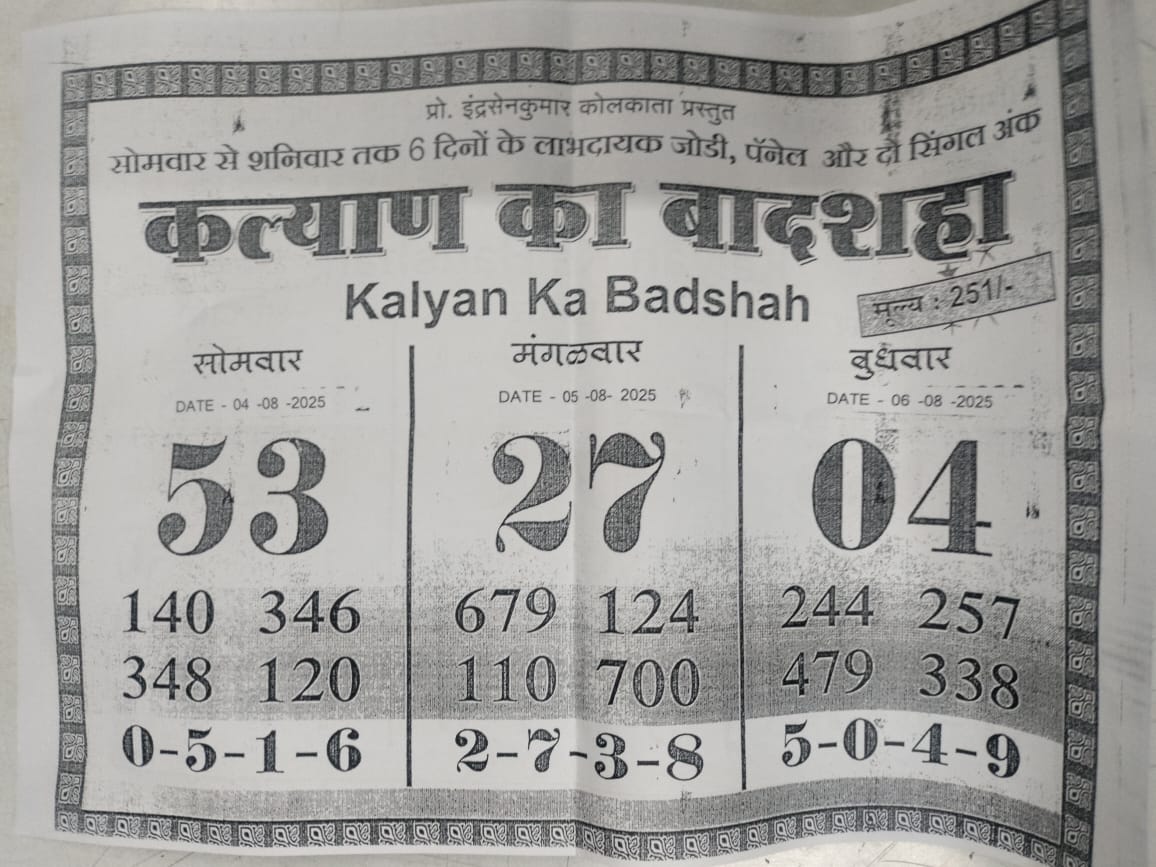 प्रो. इंद्रसेनकुमार कोलकाता प्रस्तुत
सोमवार से शनिवार तक 6 दिनों के लाभदायक जोडी, पॅनेल और दो सिंगल अंक
कल्याण का बादशहा
Kalyan Ka Badshah
मूल्य : 251/-
सोमवार मंगळवार बुधवार
DATE - 04 -08 -2025 DATE - 05 -08- 2025 DATE - 06 -08 -2025
53 27 04
140 346 679 124 244 257
348 120 110 700 479 338
0-5-1-6 2-7-3-8 5-0-4-9